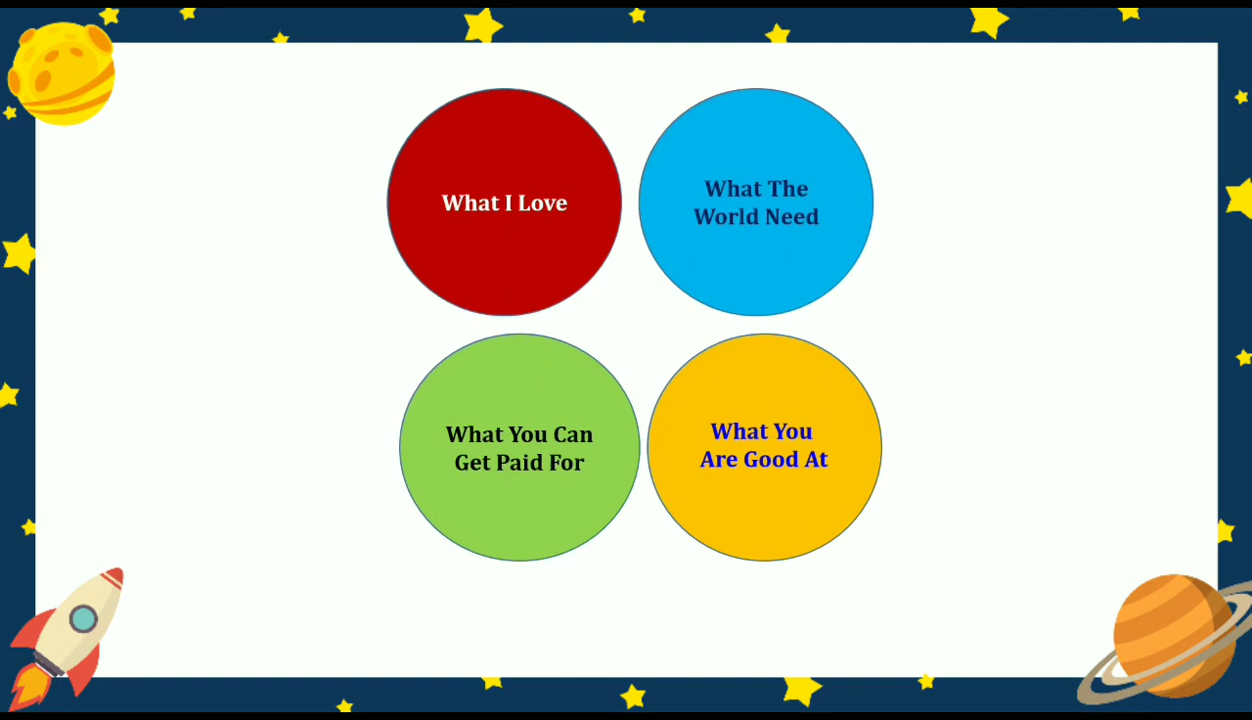 What I Love
What The
World Need
What You Can
Get Paid For
What You
Are Good At